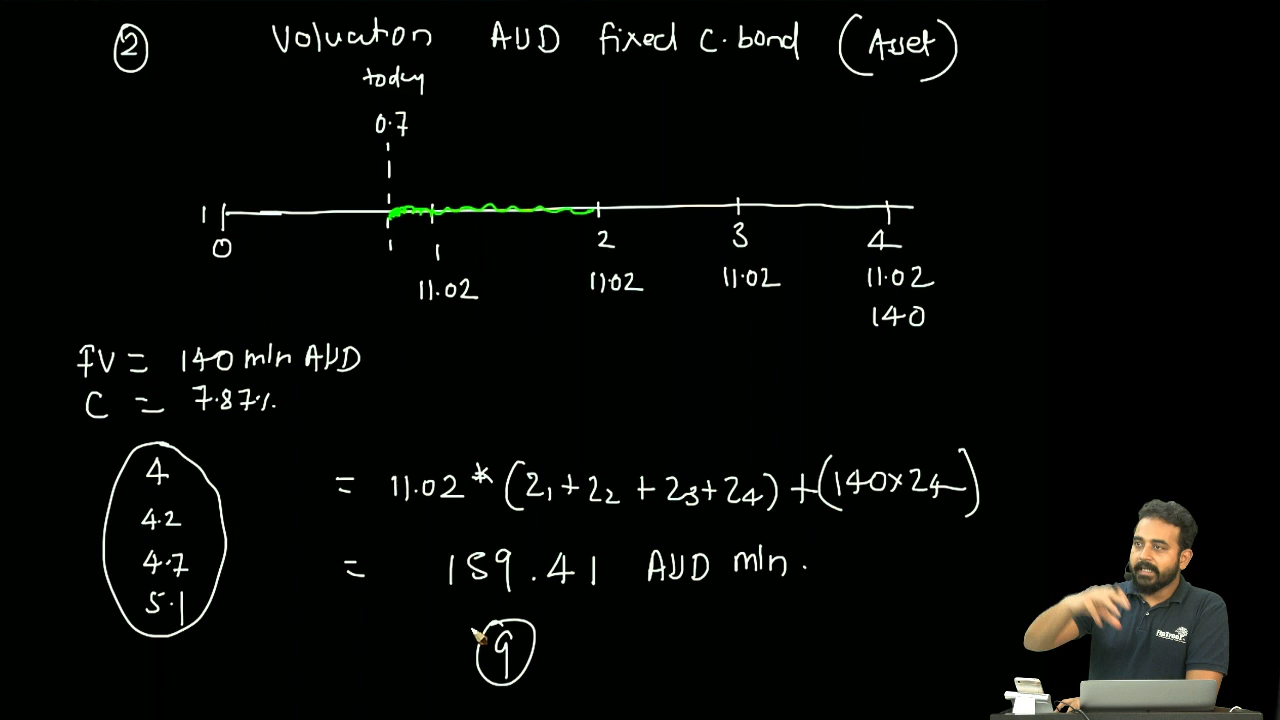 ② Valuation AUD fixed C. bond (Asset)
today
0.7
0 1 2 3 4
11.02 11.02 11.02 11.02
140
FV = 140 mln AUD
C = 7.87%
4
= 11.02 * (Z1 + Z2 + Z3 + Z4) + (140 x Z4)
4.2
4.7
= 159.41 AUD mln.
5.1
9